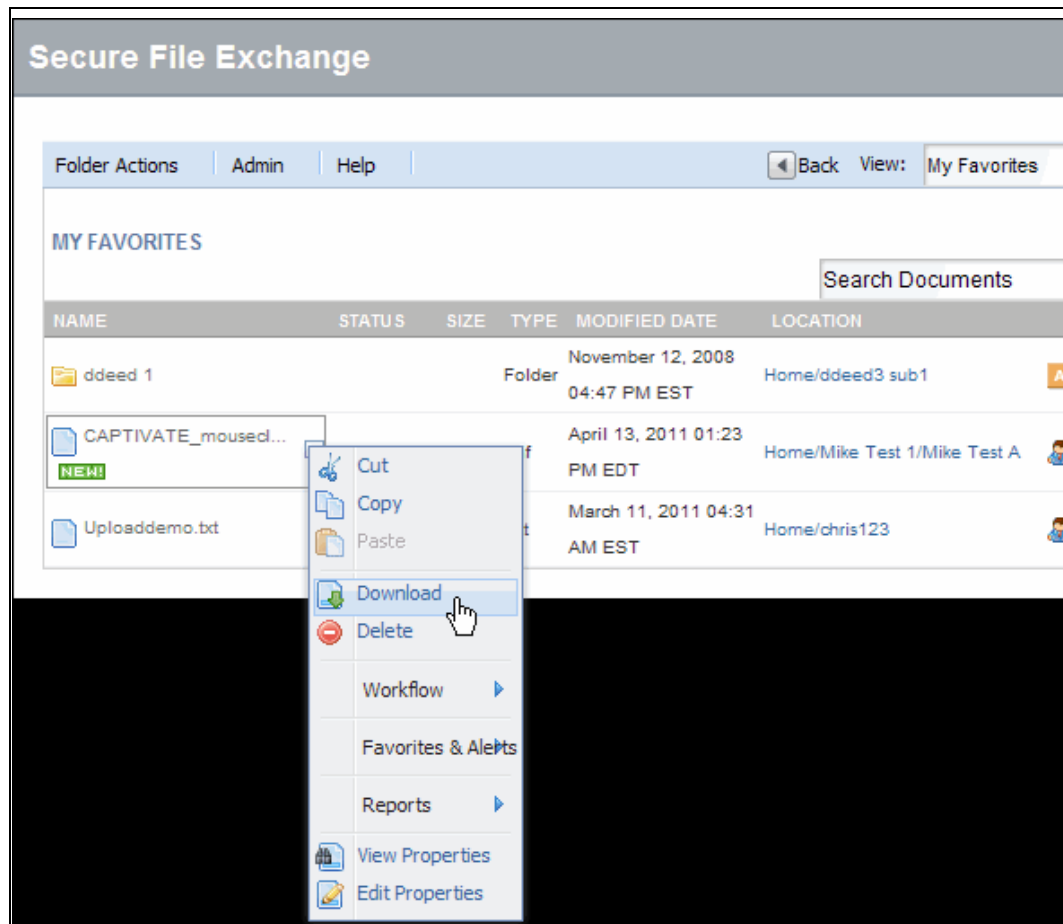 Secure File Exchange
Folder Actions Admin Help Back View: My Favorites
MY FAVORITES
Search Documents
NAME STATUS SIZE TYPE MODIFIED DATE LOCATION
ddeed 1 Folder November 12, 2008
04:47 PM EST Home/ddeed3 sub1
CAPTIVATE_mousecl... April 13, 2011 01:23
PM EDT Home/Mike Test 1/Mike Test A
NEW!
Uploaddemo.txt March 11, 2011 04:31
AM EST Home/chris123
Cut
Copy
Paste
Download
Delete
Workflow
Favorites & Alerts
Reports
View Properties
Edit Properties